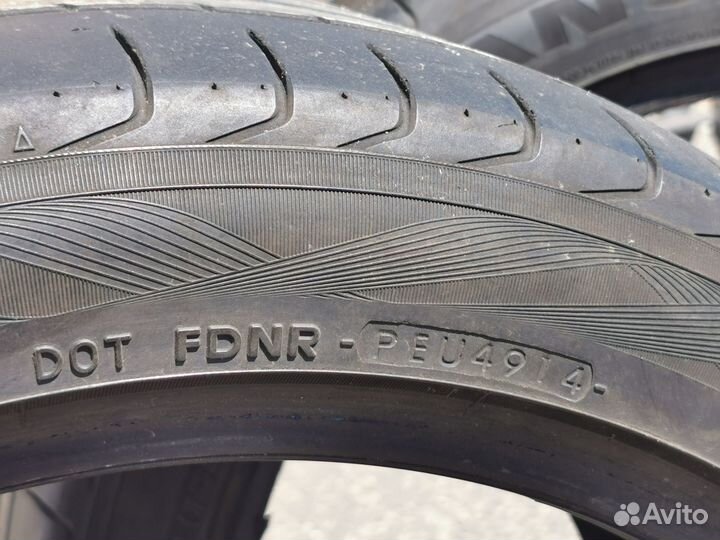 DOT FDNR - PEU4914-
Avito